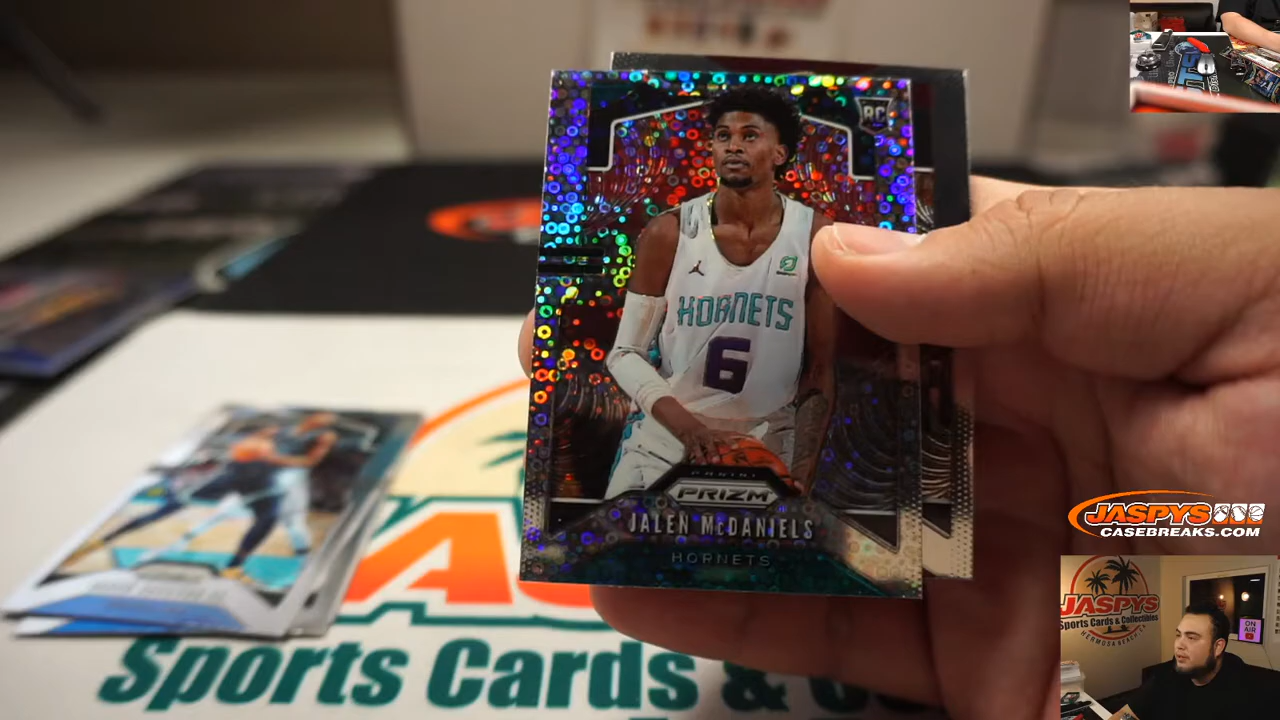 RC
HORNETS
6
PANINI
PRIZM
JALEN McDANIELS
HORNETS
Sports Cards &
JASPYS
CASEBREAKS.COM
JASPYS
Sports Cards & Collectibles
HERMOSA BEACH, CA
ON
AIR